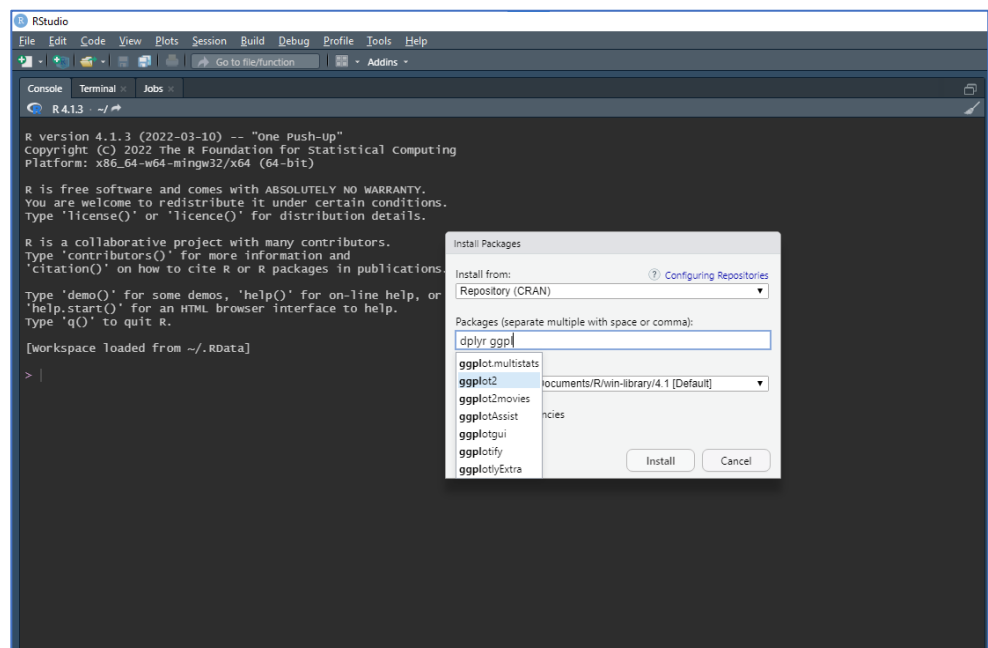 RStudio
File Edit Code View Plots Session Build Debug Profile Tools Help
Go to file/function Addins
Console Terminal Jobs
R 4.1.3 · ~/
R version 4.1.3 (2022-03-10) -- "One Push-Up"
Copyright (C) 2022 The R Foundation for Statistical Computing
Platform: x86_64-w64-mingw32/x64 (64-bit)
R is free software and comes with ABSOLUTELY NO WARRANTY.
You are welcome to redistribute it under certain conditions.
Type 'license()' or 'licence()' for distribution details.
R is a collaborative project with many contributors.
Type 'contributors()' for more information and
'citation()' on how to cite R or R packages in publications.
Type 'demo()' for some demos, 'help()' for on-line help, or
'help.start()' for an HTML browser interface to help.
Type 'q()' to quit R.
[Workspace loaded from ~/.RData]
>
Install Packages
Install from:
? Configuring Repositories
Repository (CRAN)
Packages (separate multiple with space or comma):
dplyr ggpl
ggplot.multistats
ggplot2
ocuments/R/win-library/4.1 [Default]
ggplot2movies
ggplotAssist
ncies
ggplotgui
ggplotify
ggplotlyExtra
Install Cancel